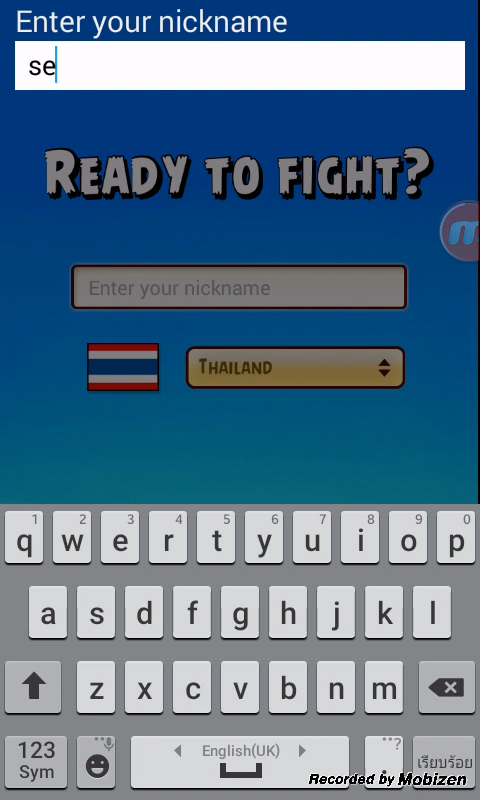 Enter your nickname
se
READY TO FIGHT?
Enter your nickname
THAILAND
1 2 3 4 5 6 7 8 9 0
q w e r t y u i o p
a s d f g h j k l
z x c v b n m
123
Sym
English(UK)
?
เรียบร้อย
Recorded by Mobizen